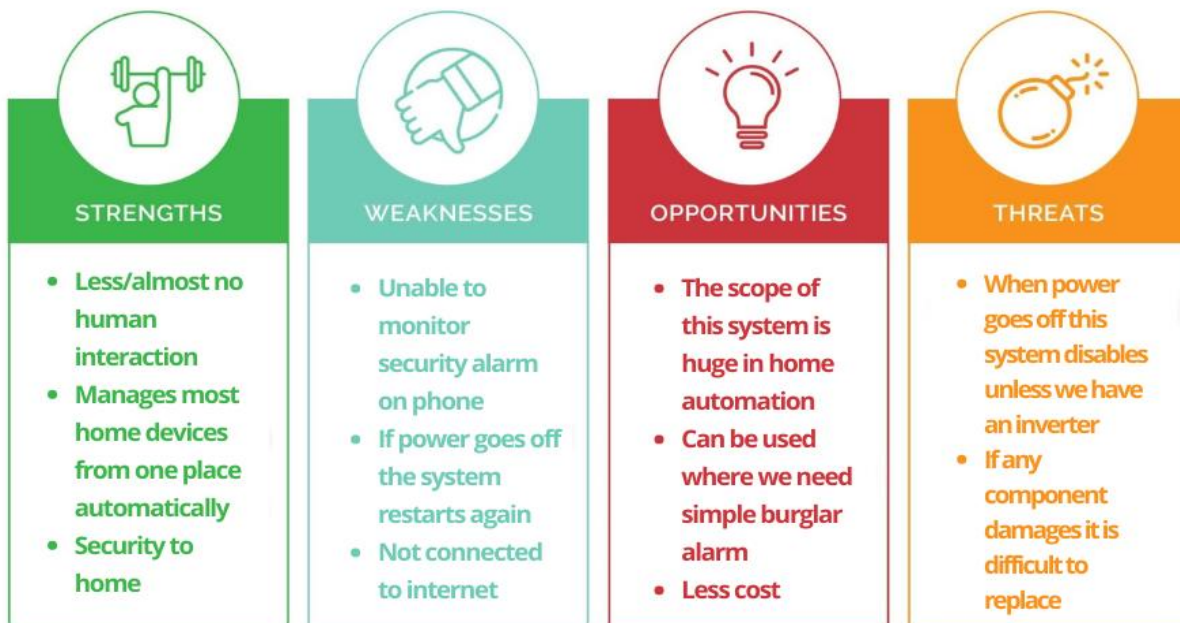 STRENGTHS
• Less/almost no
human
interaction
• Manages most
home devices
from one place
automatically
• Security to
home
WEAKNESSES
• Unable to
monitor
security alarm
on phone
• If power goes off
the system
restarts again
• Not connected
to internet
OPPORTUNITIES
• The scope of
this system is
huge in home
automation
• Can be used
where we need
simple burglar
alarm
• Less cost
THREATS
• When power
goes off this
system disables
unless we have
an inverter
• If any
component
damages it is
difficult to
replace